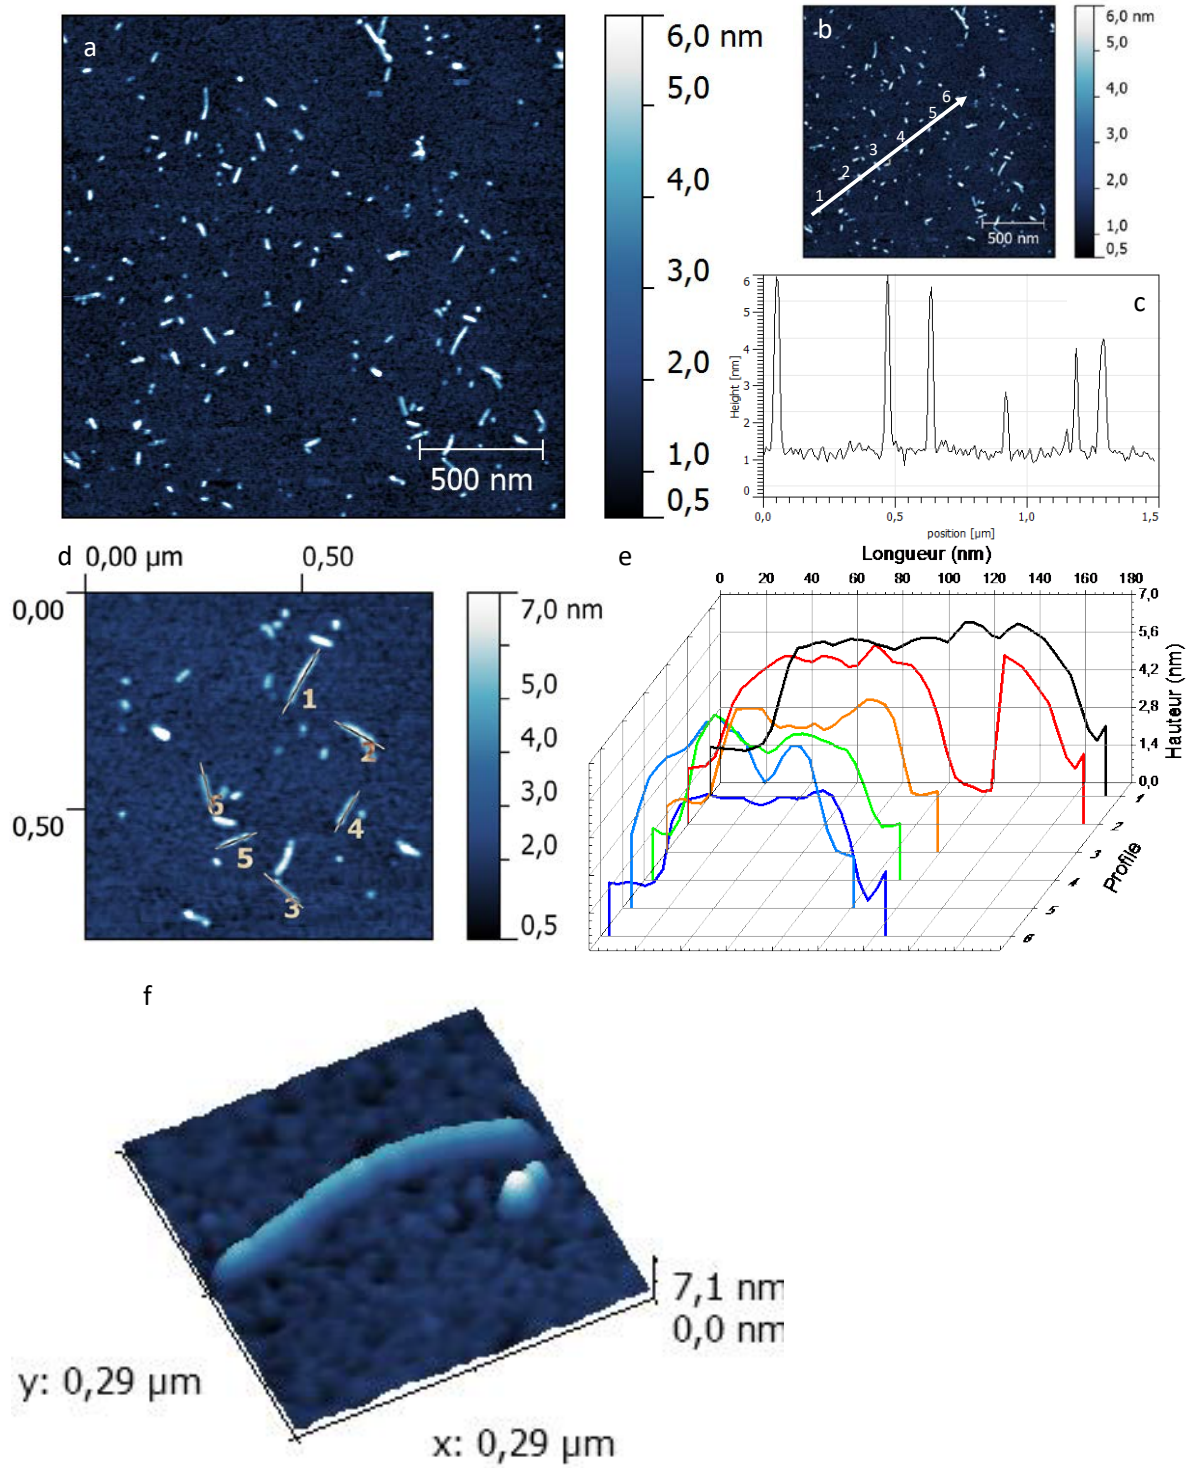 a
6,0 nm
5,0
4,0
3,0
2,0
1,0
0,5
500 nm
b
1
2
3
4
5
6
500 nm
6,0 nm
5,0
4,0
3,0
2,0
1,0
0,5
c
Height [nm]
6
5
4
3
2
1
0
0,0
0,5
1,0
1,5
position [µm]
d
0,00 µm
0,50
0,00
0,50
1
2
3
4
5
6
7,0 nm
5,0
4,0
3,0
2,0
0,5
e
Longueur (nm)
0 20 40 60 80 100 120 140 160 180
7,0
5,6
4,2
2,8
1,4
0,0
Hauteur (nm)
1
2
3
4
5
6
Profile
f
7,1 nm
0,0 nm
y: 0,29 µm
x: 0,29 µm